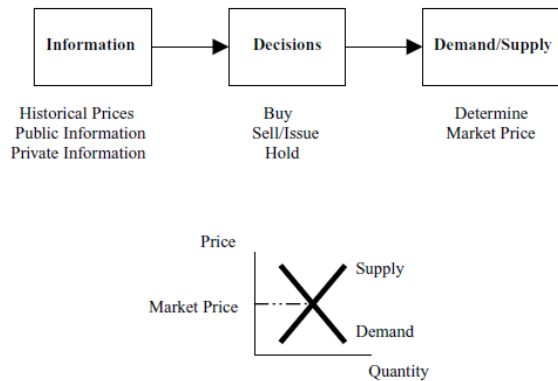 Information
Decisions
Demand/Supply
Historical Prices
Public Information
Private Information
Buy
Sell/Issue
Hold
Determine
Market Price
Price
Supply
Market Price
Demand
Quantity